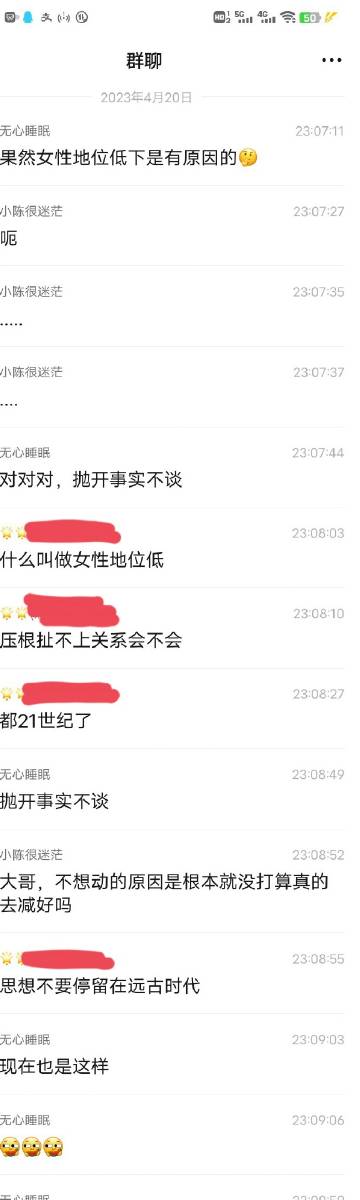 HD 1 2 5G 4G 50
群聊
2023年4月20日
无心睡眠 23:07:11
果然女性地位低下是有原因的🤔
小陈很迷茫 23:07:27
呃
小陈很迷茫 23:07:35
.....
小陈很迷茫 23:07:37
....
无心睡眠 23:07:44
对对对，抛开事实不谈
23:08:03
什么叫做女性地位低
23:08:10
压根扯不上关系会不会
23:08:27
都21世纪了
无心睡眠 23:08:49
抛开事实不谈
小陈很迷茫 23:08:52
大哥，不想动的原因是根本就没打算真的
去减好吗
23:08:55
思想不要停留在远古时代
无心睡眠 23:09:03
现在也是这样
无心睡眠 23:09:06
无心睡眠